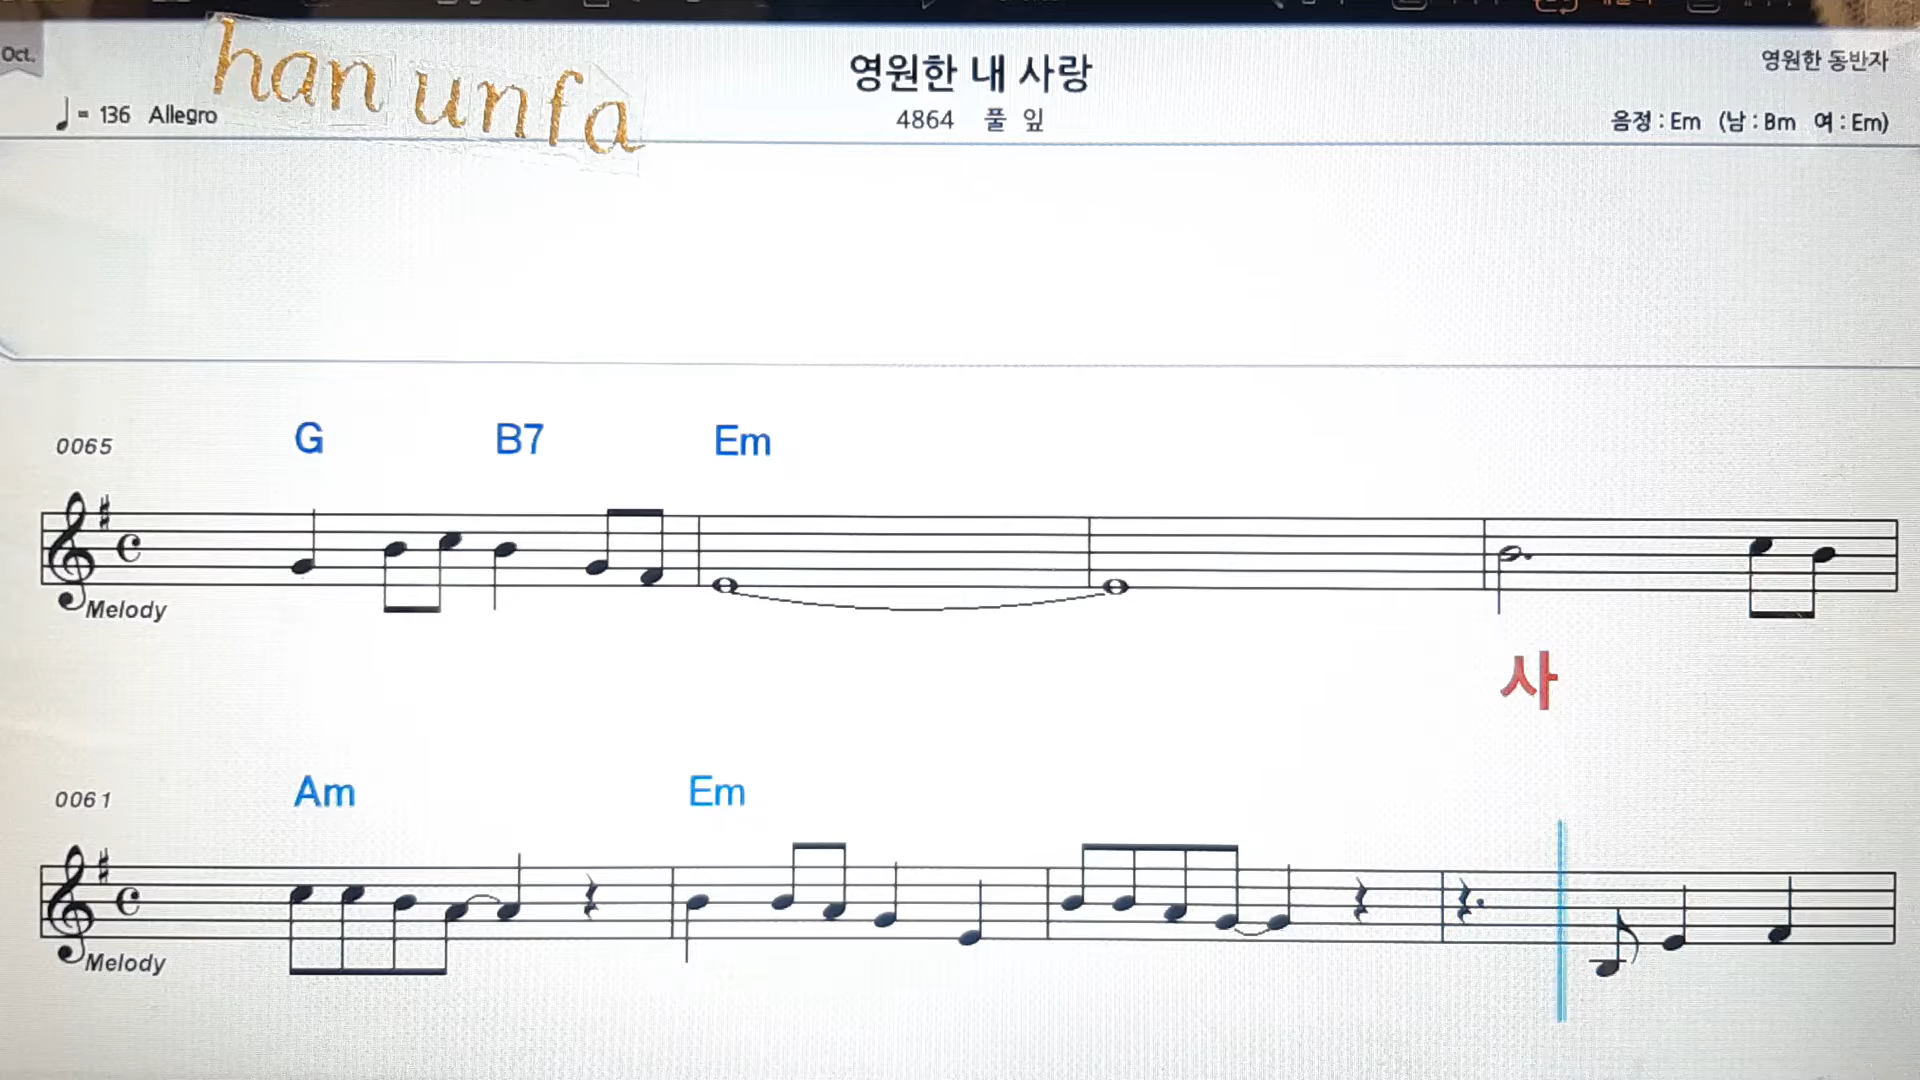 Oct.
han unfa
영원한 내 사랑
영원한 동반자
♩= 136 Allegro
4864 풀 잎
음정 : Em (남 : Bm 여 : Em)
0065 G B7 Em
Melody
사
0061 Am Em
Melody